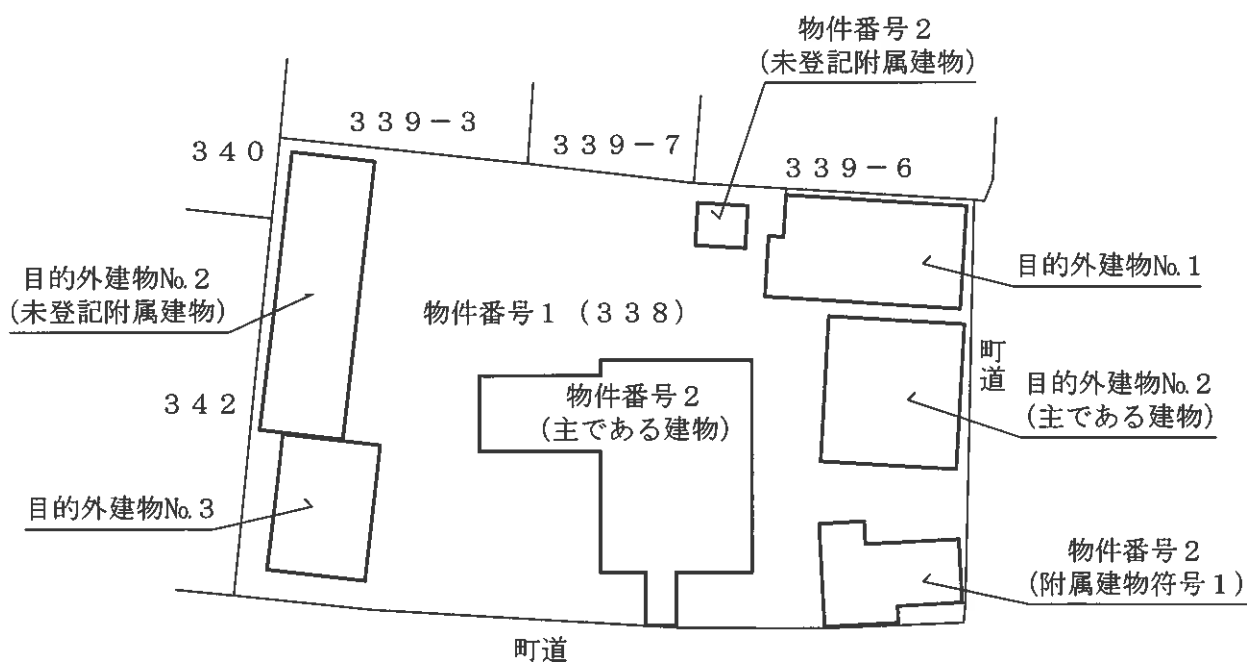 物件番号２
(未登記附属建物)
３３９－３
３３９－７
３４０
３３９－６
目的外建物№1
目的外建物№2
(未登記附属建物)
物件番号１（３３８）
町道
目的外建物№2
(主である建物)
３４２
物件番号２
(主である建物)
目的外建物№3
物件番号２
(附属建物符号１)
町道